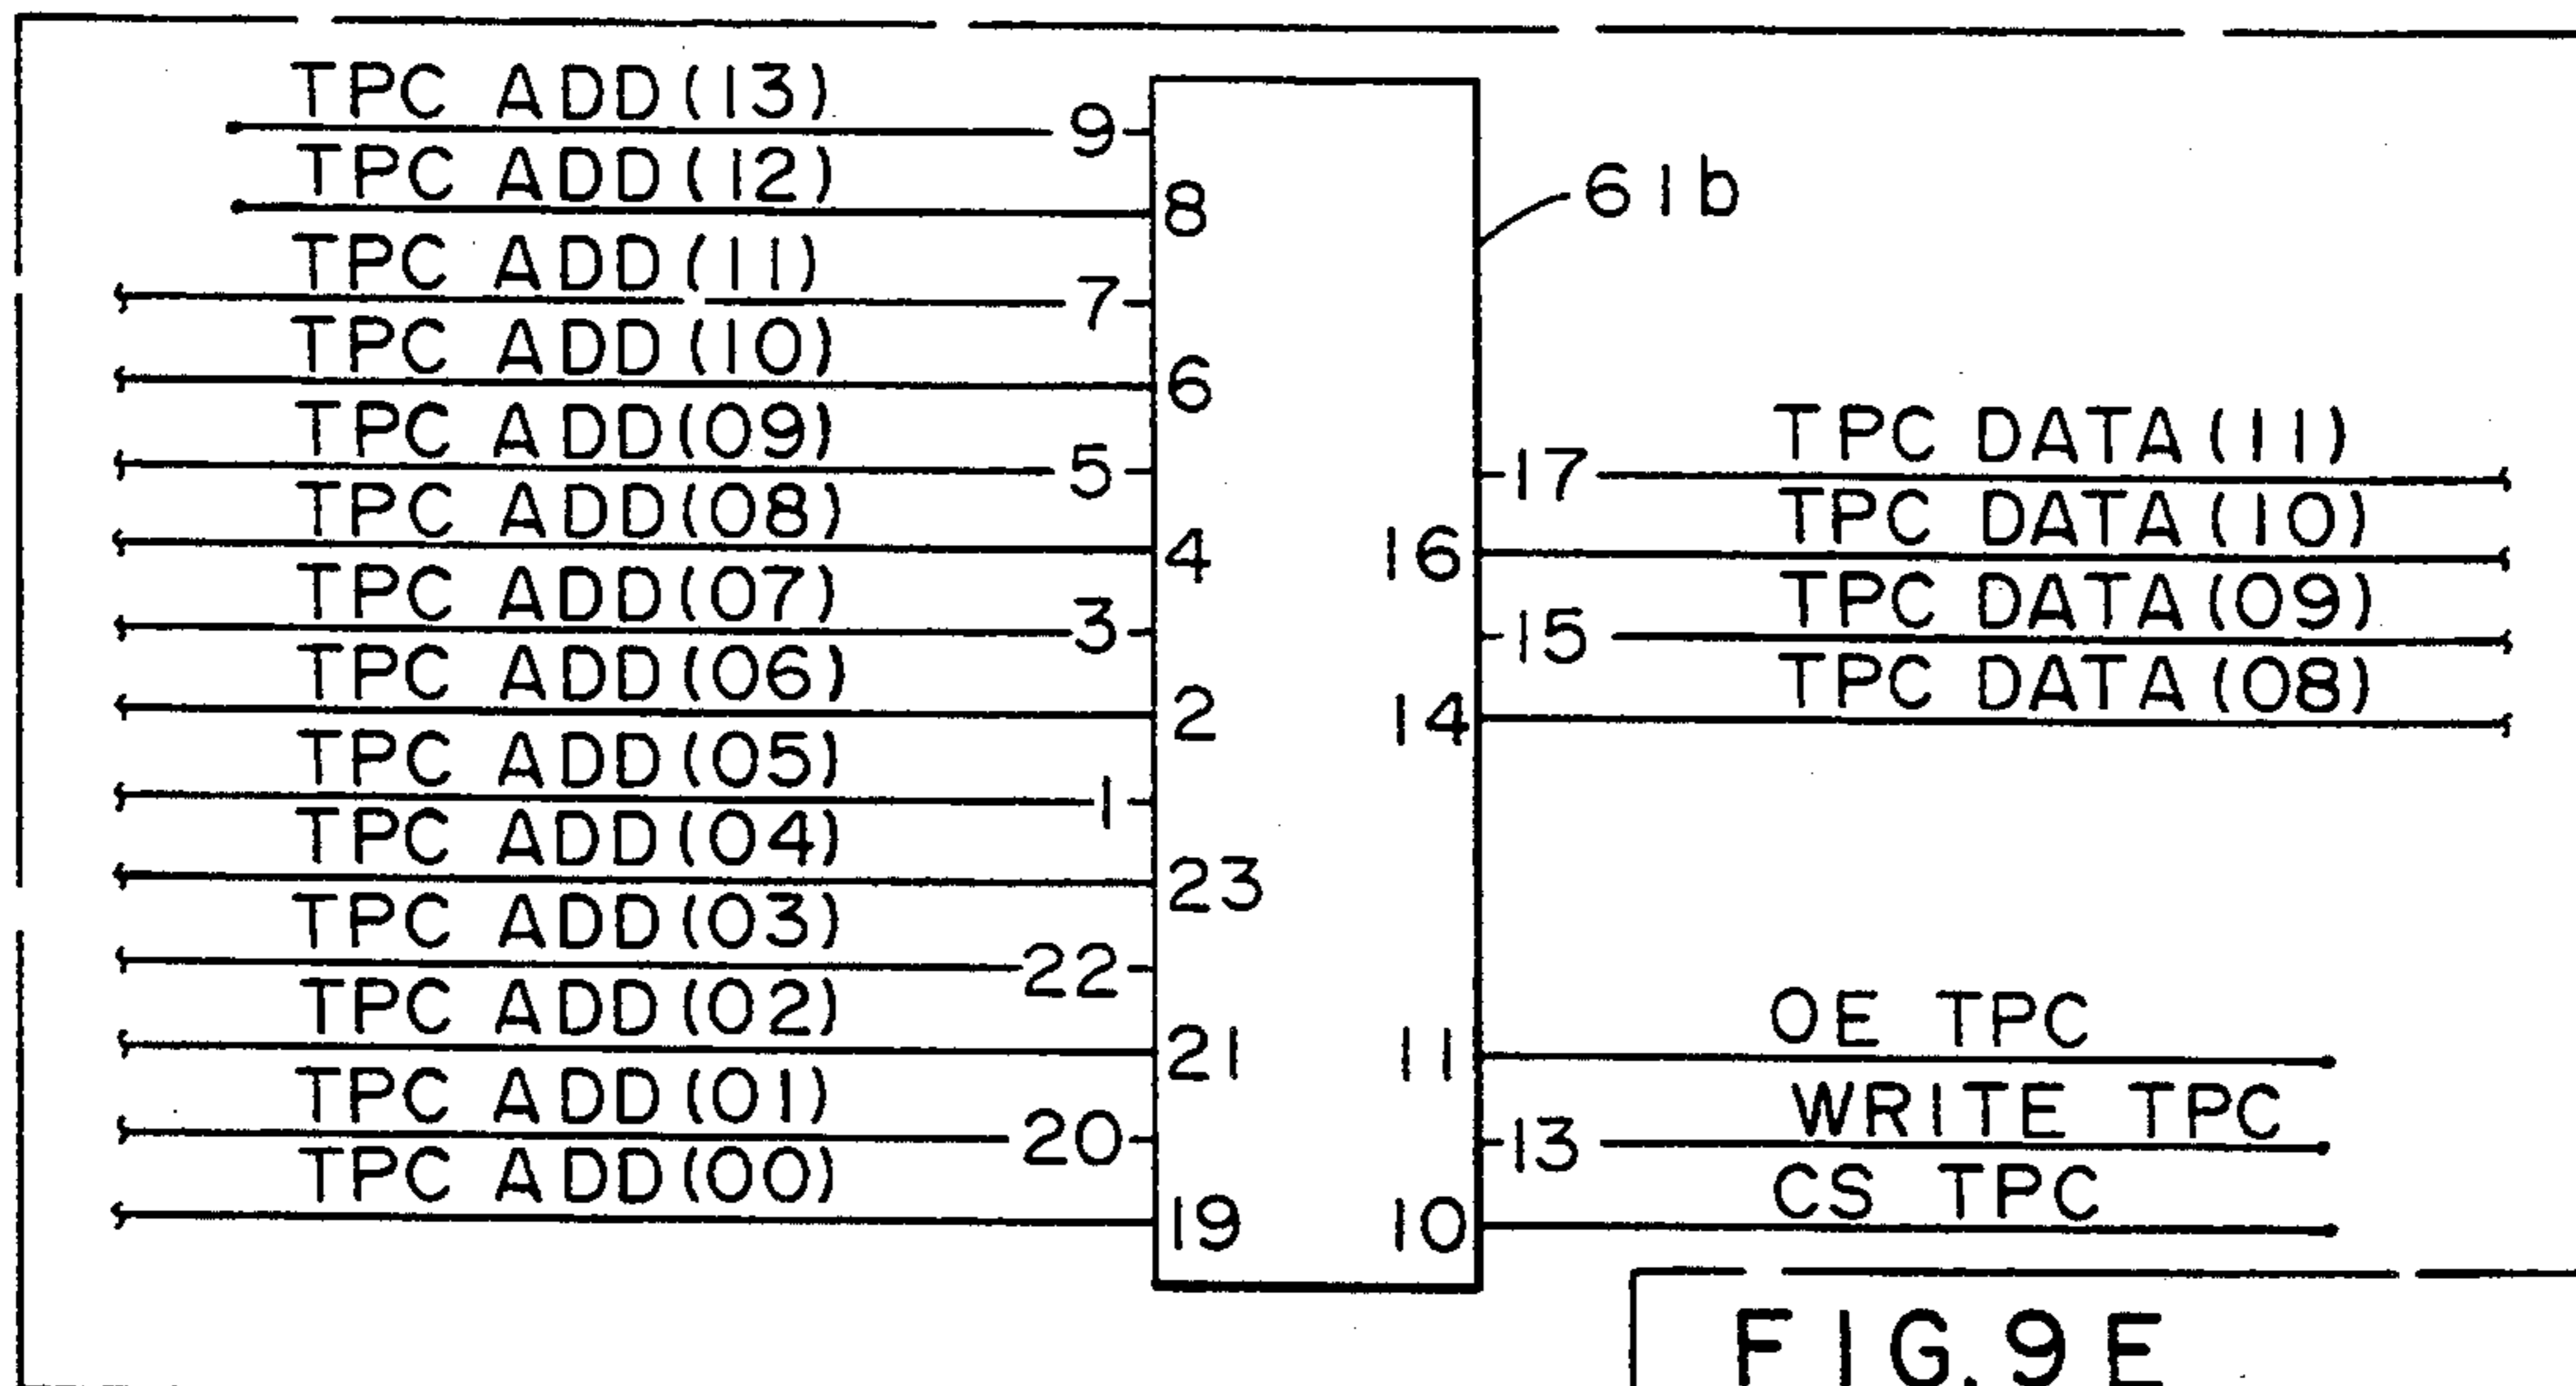 TPC ADD(13) 9
TPC ADD(12) 8
61b
TPC ADD(11) 7
TPC ADD(10) 6
TPC ADD(09) 5
17 TPC DATA(11)
TPC ADD(08) 4
16 TPC DATA(10)
TPC ADD(07) 3
15 TPC DATA(09)
TPC ADD(06) 2
14 TPC DATA(08)
TPC ADD(05) 1
TPC ADD(04) 23
TPC ADD(03) 22
TPC ADD(02) 21
11 OE TPC
TPC ADD(01) 20
13 WRITE TPC
TPC ADD(00) 19
10 CS TPC
FIG. 9E